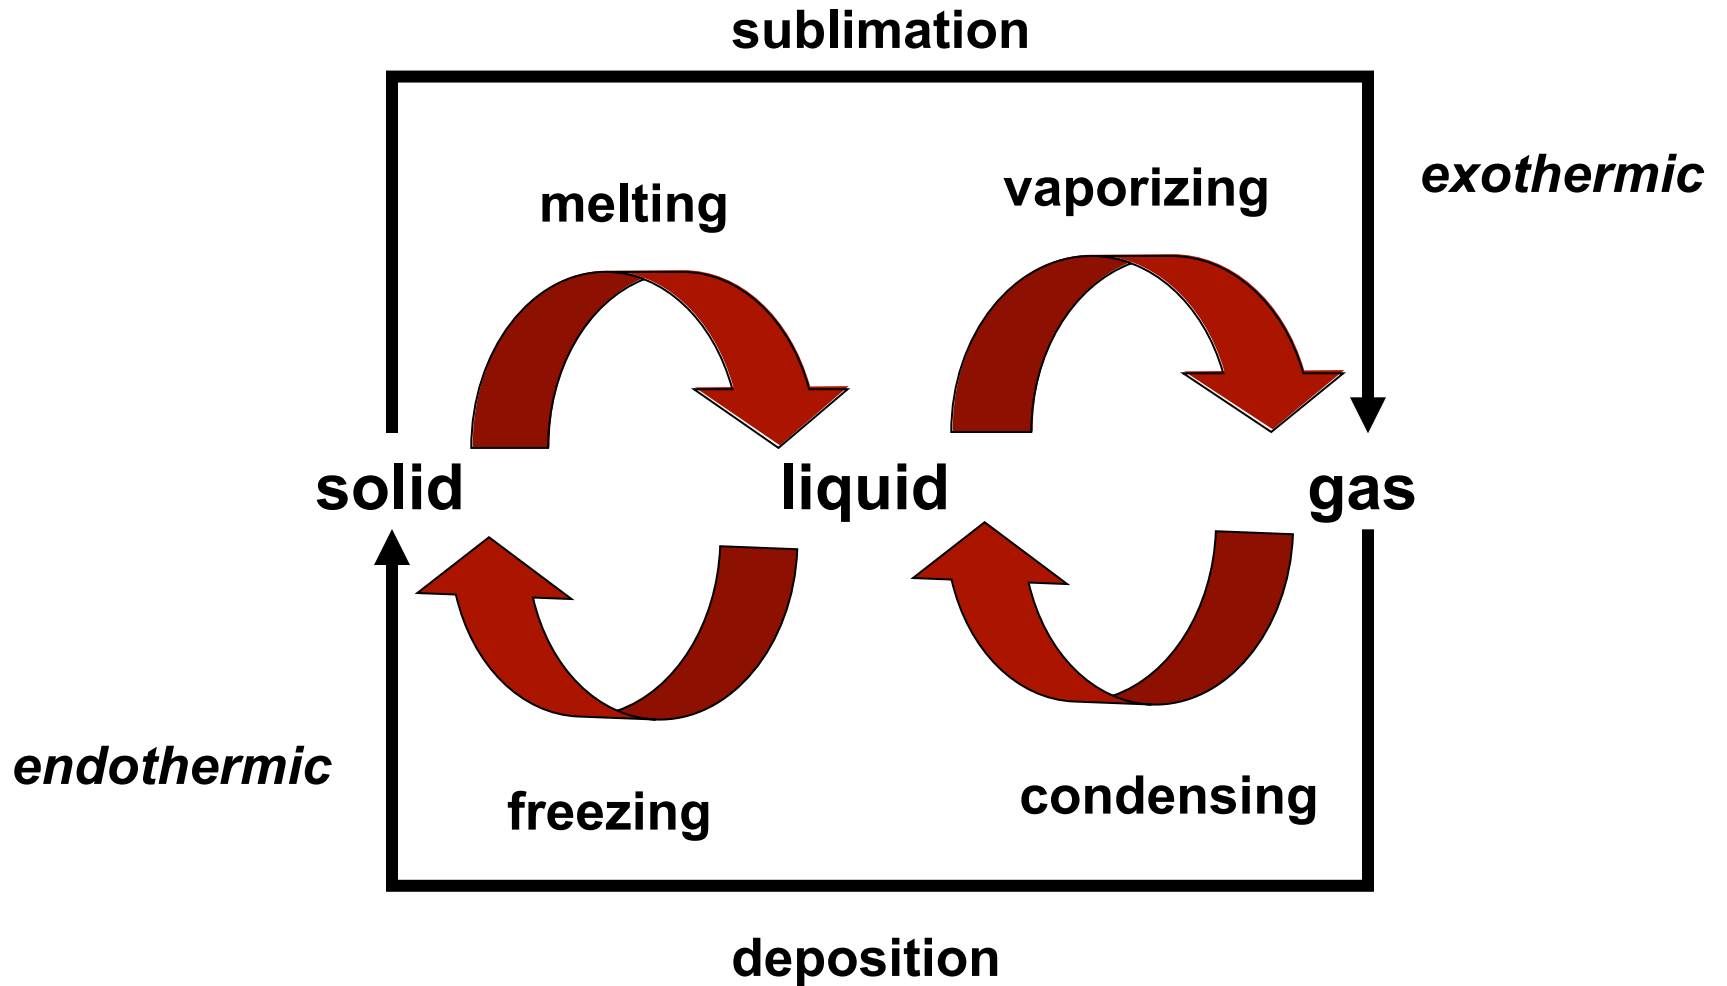 sublimation
exothermic
vaporizing
melting
solid
liquid
gas
endothermic
condensing
freezing
deposition